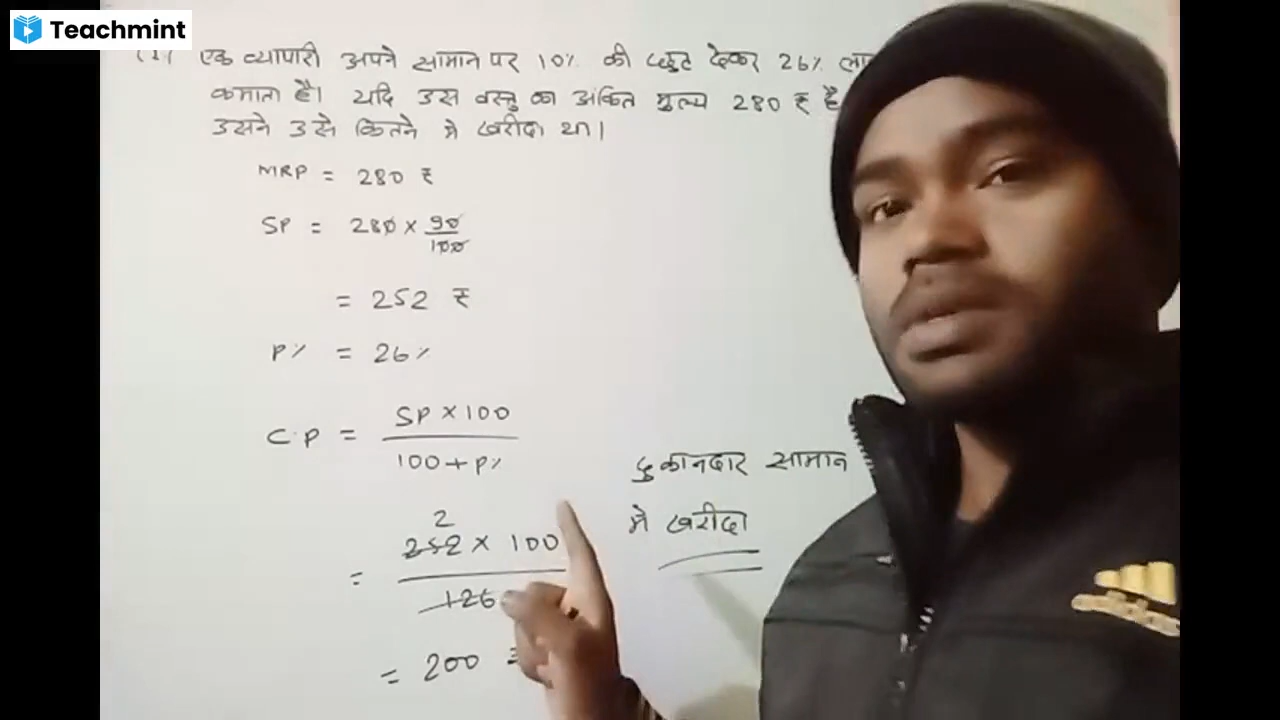 Teachmint
(1) एक व्यापारी अपने सामान पर 10% की छुट देकर 26%
कमाता है। यदि उस वस्तु का अंकित मुल्य 280 ₹ है
उसने उसे कितने मे खरीदा था।
MRP = 280 ₹
SP = 280 × 90/100
= 252 ₹
P% = 26%
C.P = SP × 100 / 100 + P%
दुकानदार सामान
मे खरीदा
2
= 252 × 100 / 126
= 200